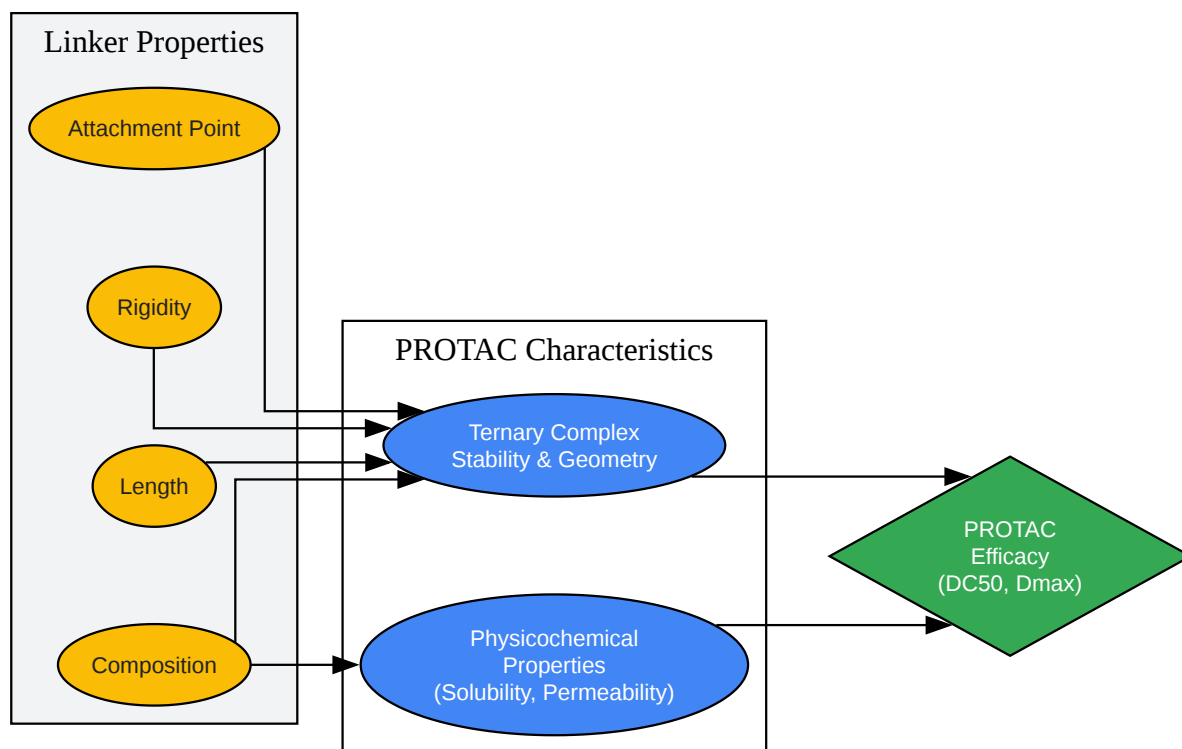 Linker Properties
Attachment Point
Rigidity
Length
Composition
PROTAC Characteristics
Ternary Complex
Stability & Geometry
Physicochemical
Properties
(Solubility, Permeability)
PROTAC
Efficacy
(DC50, Dmax)